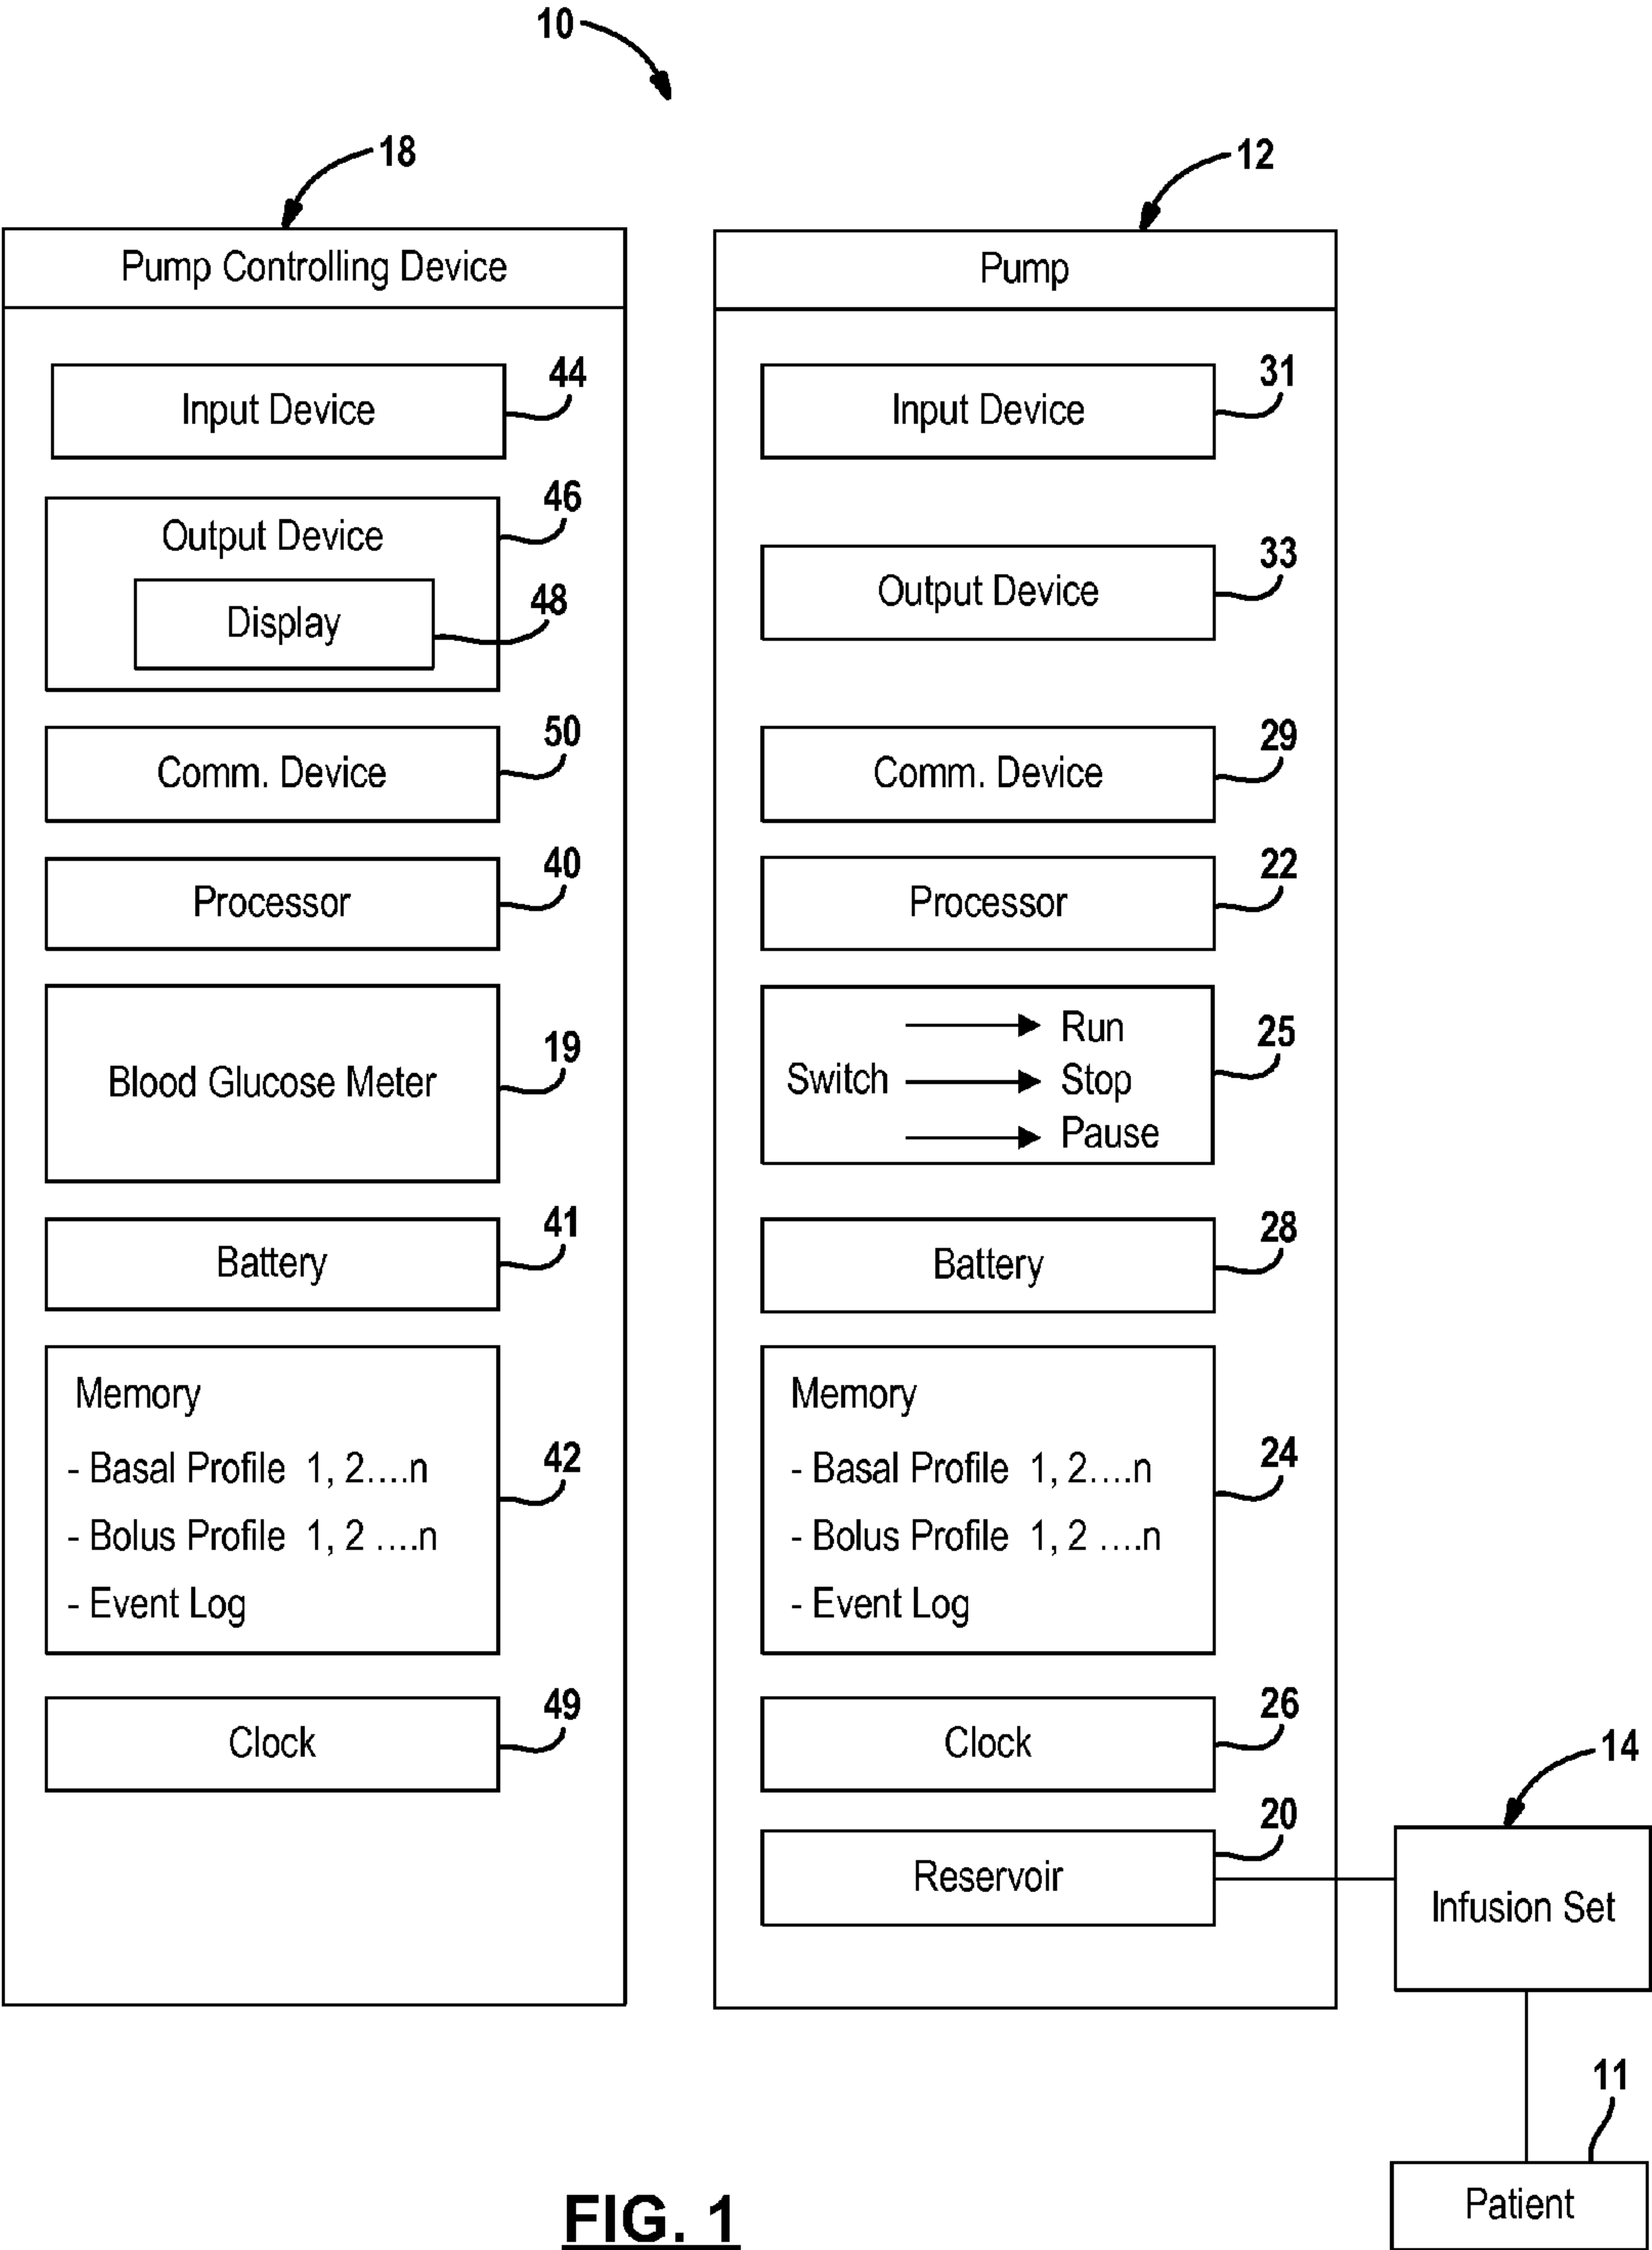 10
18
Pump Controlling Device
Input Device
44
Output Device
46
Display
48
Comm. Device
50
Processor
40
Blood Glucose Meter
19
Battery
41
Memory
- Basal Profile 1, 2....n
- Bolus Profile 1, 2 ....n
- Event Log
42
Clock
49
12
Pump
Input Device
31
Output Device
33
Comm. Device
29
Processor
22
Switch
Run
Stop
Pause
25
Battery
28
Memory
- Basal Profile 1, 2....n
- Bolus Profile 1, 2 ....n
- Event Log
24
Clock
26
Reservoir
20
14
Infusion Set
11
Patient
FIG. 1